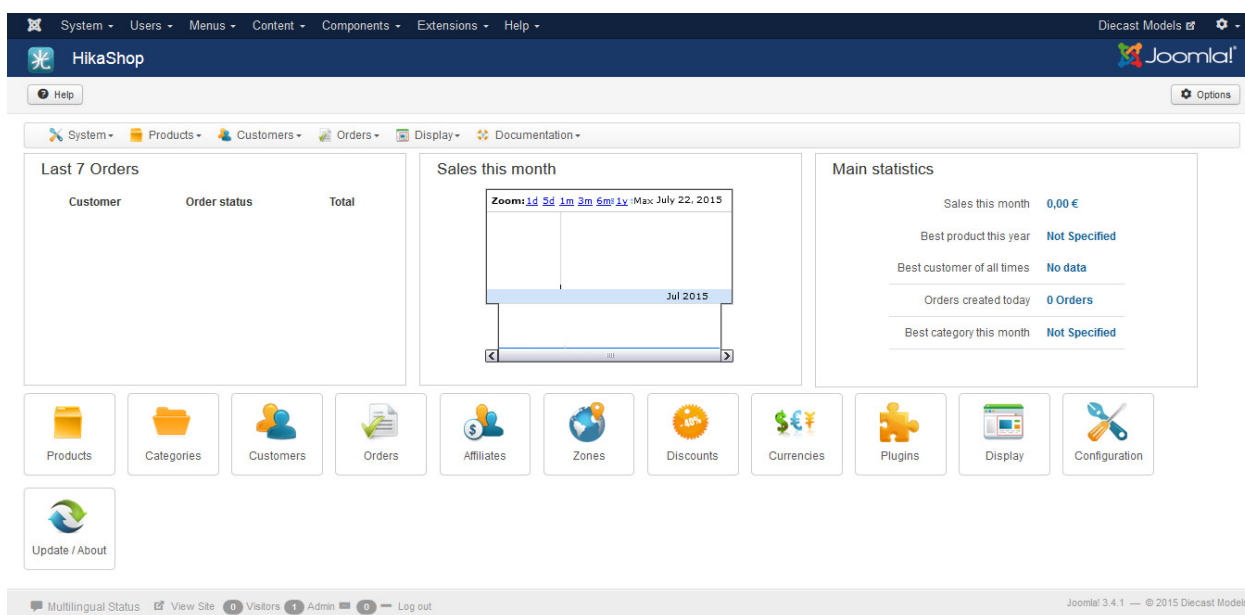 System Users Menus Content Components Extensions Help Diecast Models
HikaShop Joomla!
Help Options
System Products Customers Orders Display Documentation
Last 7 Orders
Customer Order status Total
Sales this month
Zoom: 1d 5d 1m 3m 6m 1y Max July 22, 2015
Jul 2015
Main statistics
Sales this month 0,00 €
Best product this year Not Specified
Best customer of all times No data
Orders created today 0 Orders
Best category this month Not Specified
Products Categories Customers Orders Affiliates Zones Discounts Currencies Plugins Display Configuration
Update / About
Multilingual Status View Site 0 Visitors 1 Admin 0 Log out Joomla! 3.4.1 — © 2015 Diecast Models